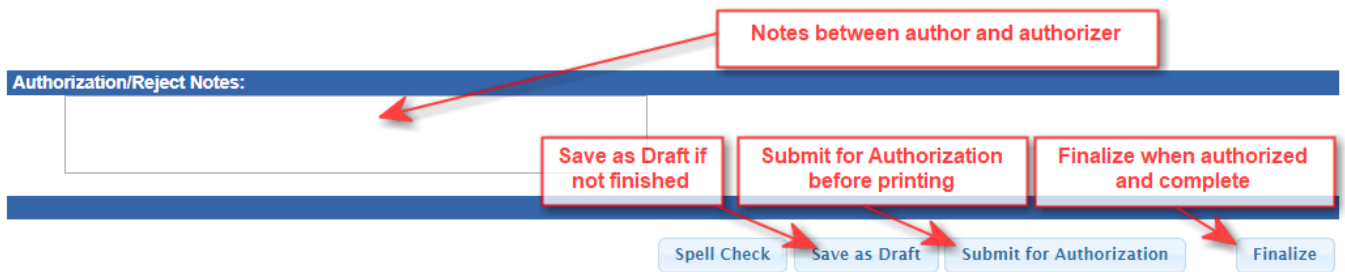 Notes between author and authorizer
Authorization/Reject Notes:
Save as Draft if
not finished
Submit for Authorization
before printing
Finalize when authorized
and complete
Spell Check
Save as Draft
Submit for Authorization
Finalize